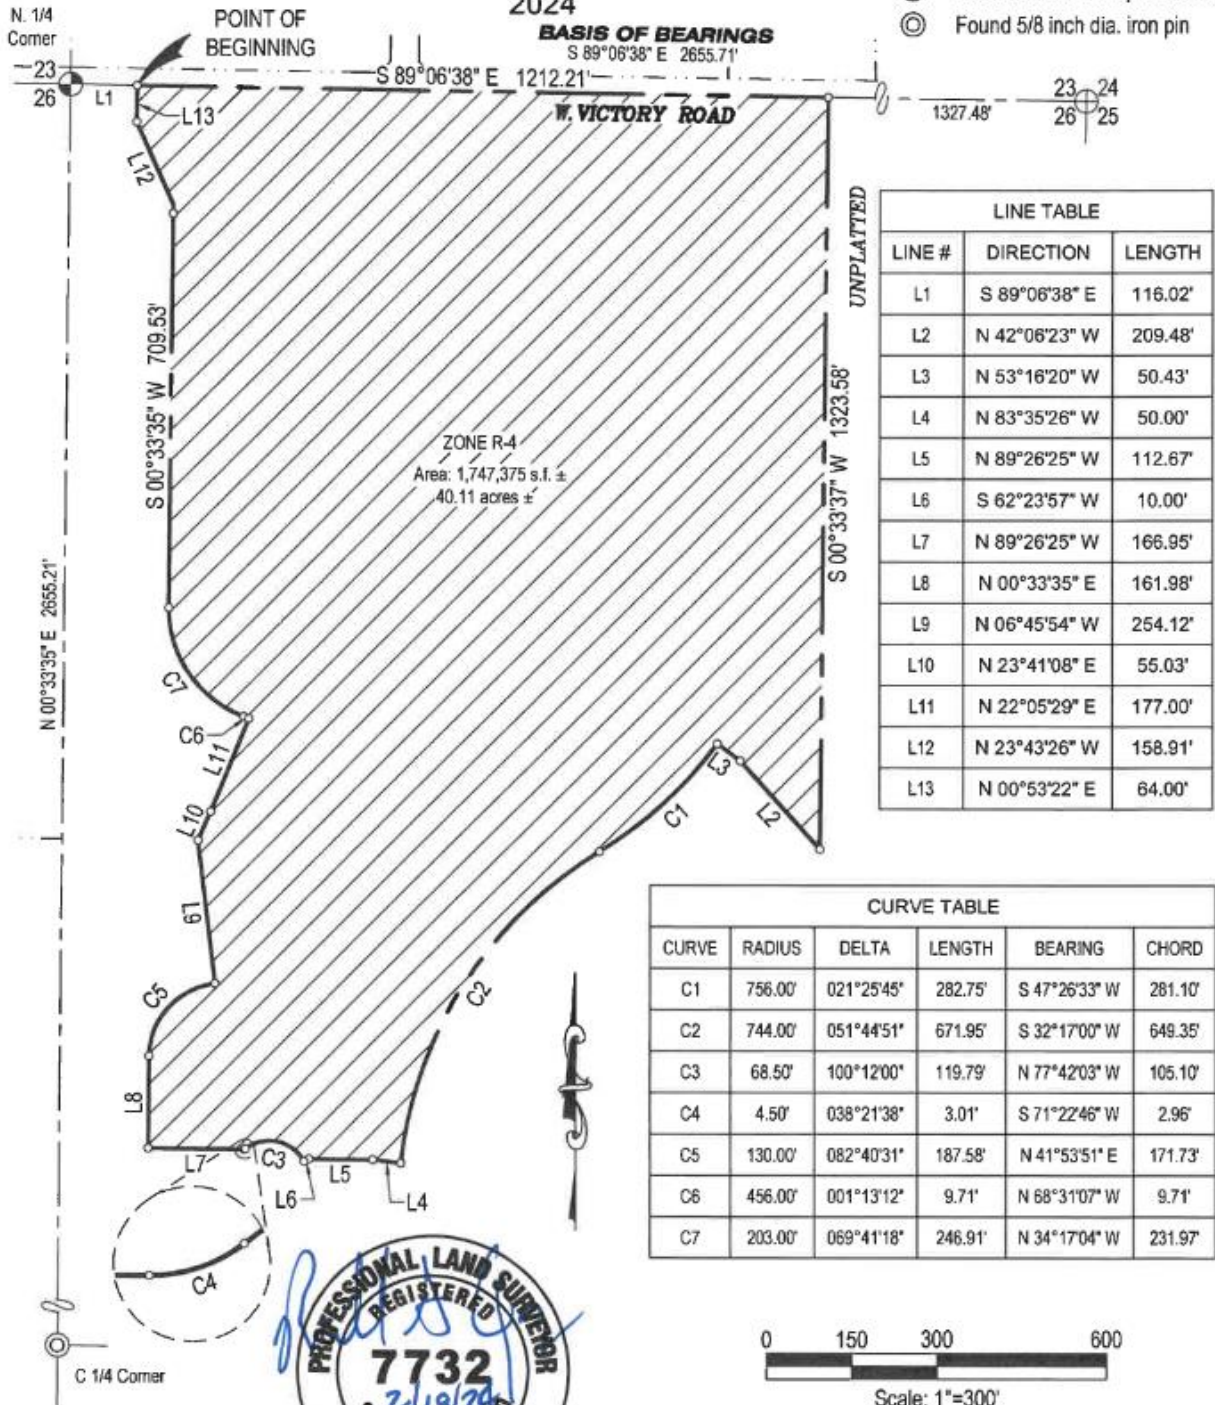 2024
N. 1/4
Corner
POINT OF
BEGINNING
BASIS OF BEARINGS
S 89°06'38" E 2655.71'
Found 5/8 inch dia. iron pin
23
26
L1
S 89°06'38" E 1212.21'
W. VICTORY ROAD
1327.48'
23 24
26 25
L13
L12
UNPLATTED
S 00°33'35" W 709.53'
S 00°33'37" W 1323.58'
ZONE R-4
Area: 1,747,375 s.f. ±
40.11 acres ±
N 00°33'35" E 2655.21'
C7
C6
L11
L10
L9
C5
L8
L7
C3
L6
L5
L4
C2
C1
L3
L2
C4
C 1/4 Corner
LINE TABLE
LINE # DIRECTION LENGTH
L1 S 89°06'38" E 116.02'
L2 N 42°06'23" W 209.48'
L3 N 53°16'20" W 50.43'
L4 N 83°35'26" W 50.00'
L5 N 89°26'25" W 112.67'
L6 S 62°23'57" W 10.00'
L7 N 89°26'25" W 166.95'
L8 N 00°33'35" E 161.98'
L9 N 06°45'54" W 254.12'
L10 N 23°41'08" E 55.03'
L11 N 22°05'29" E 177.00'
L12 N 23°43'26" W 158.91'
L13 N 00°53'22" E 64.00'
CURVE TABLE
CURVE RADIUS DELTA LENGTH BEARING CHORD
C1 756.00' 021°25'45" 282.75' S 47°26'33" W 281.10'
C2 744.00' 051°44'51" 671.95' S 32°17'00" W 649.35'
C3 68.50' 100°12'00" 119.79' N 77°42'03" W 105.10'
C4 4.50' 038°21'38" 3.01' S 71°22'46" W 2.96'
C5 130.00' 082°40'31" 187.58' N 41°53'51" E 171.73'
C6 456.00' 001°13'12" 9.71' N 68°31'07" W 9.71'
C7 203.00' 069°41'18" 246.91' N 34°17'04" W 231.97'
PROFESSIONAL LAND SURVEYOR
REGISTERED
7732
0 150 300 600
Scale: 1"=300'